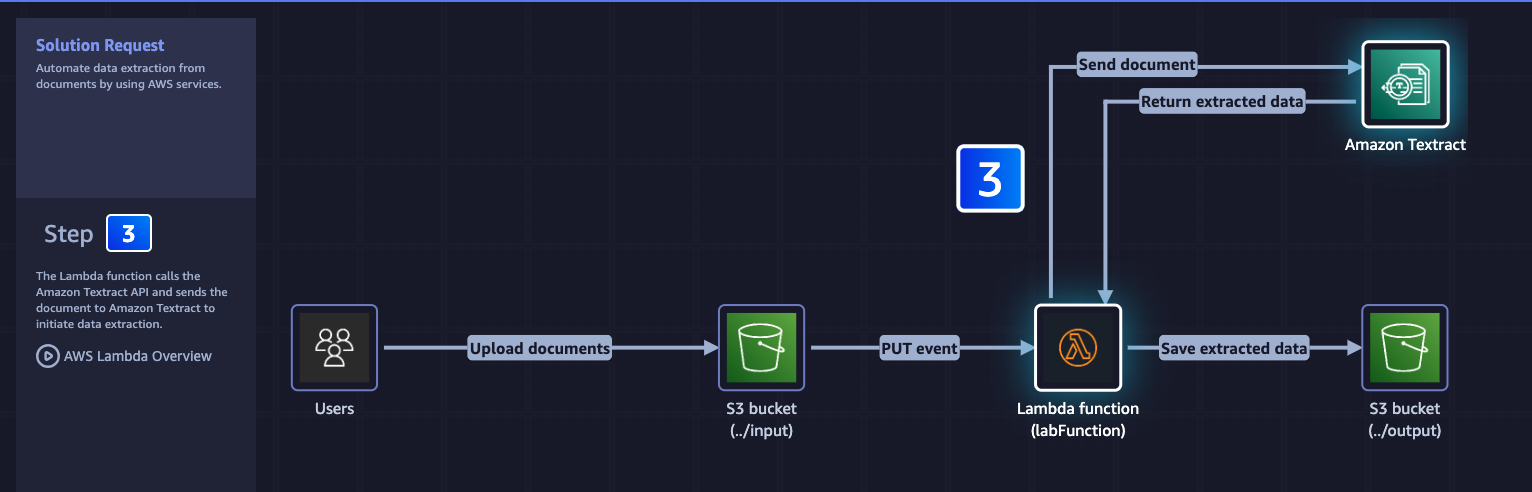 Solution Request
Automate data extraction from
documents by using AWS services.
Step 3
The Lambda function calls the
Amazon Textract API and sends the
document to Amazon Textract to
initiate data extraction.
AWS Lambda Overview
Send document
Return extracted data
Amazon Textract
3
Upload documents
PUT event
Save extracted data
Users
S3 bucket
(../input)
Lambda function
(labFunction)
S3 bucket
(../output)